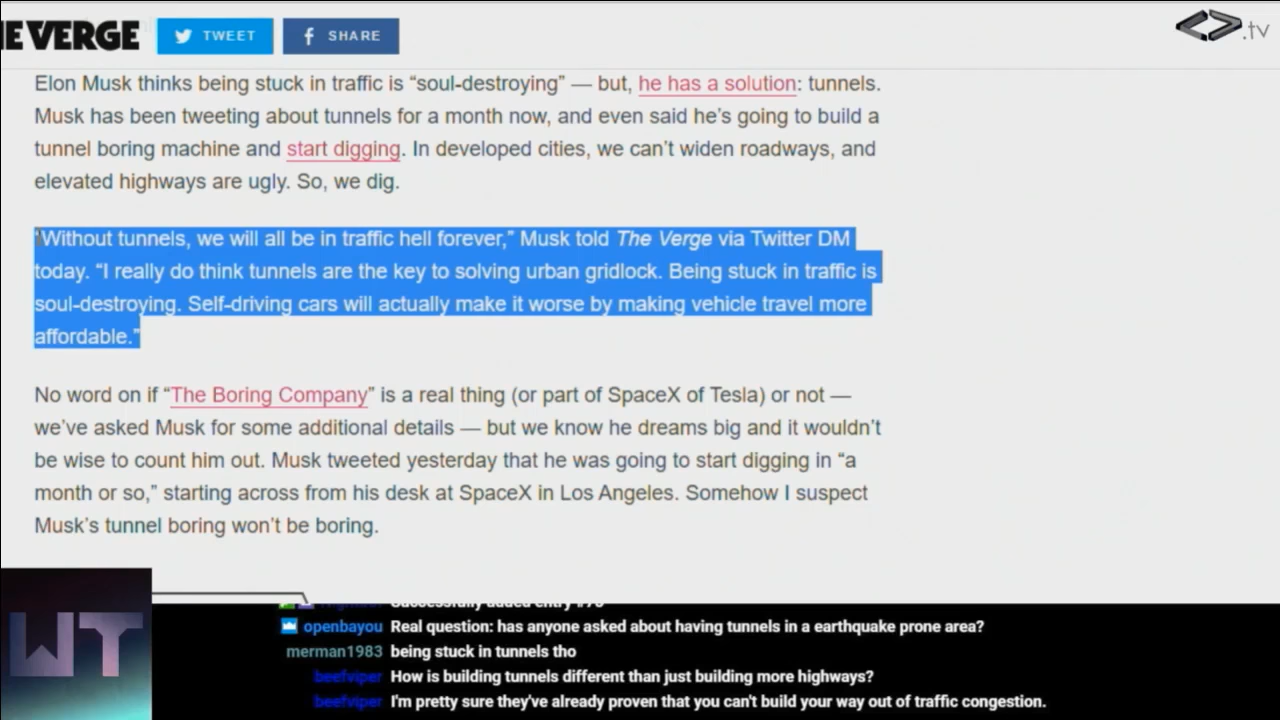 HE VERGE TWEET SHARE .tv
Elon Musk thinks being stuck in traffic is “soul-destroying” — but, he has a solution: tunnels.
Musk has been tweeting about tunnels for a month now, and even said he’s going to build a
tunnel boring machine and start digging. In developed cities, we can’t widen roadways, and
elevated highways are ugly. So, we dig.
“Without tunnels, we will all be in traffic hell forever,” Musk told The Verge via Twitter DM
today. “I really do think tunnels are the key to solving urban gridlock. Being stuck in traffic is
soul-destroying. Self-driving cars will actually make it worse by making vehicle travel more
affordable.”
No word on if “The Boring Company” is a real thing (or part of SpaceX of Tesla) or not —
we’ve asked Musk for some additional details — but we know he dreams big and it wouldn’t
be wise to count him out. Musk tweeted yesterday that he was going to start digging in “a
month or so,” starting across from his desk at SpaceX in Los Angeles. Somehow I suspect
Musk’s tunnel boring won’t be boring.
Successfully added entry #70
openbayou Real question: has anyone asked about having tunnels in a earthquake prone area?
merman1983 being stuck in tunnels tho
beefviper How is building tunnels different than just building more highways?
beefviper I'm pretty sure they've already proven that you can't build your way out of traffic congestion.
WT